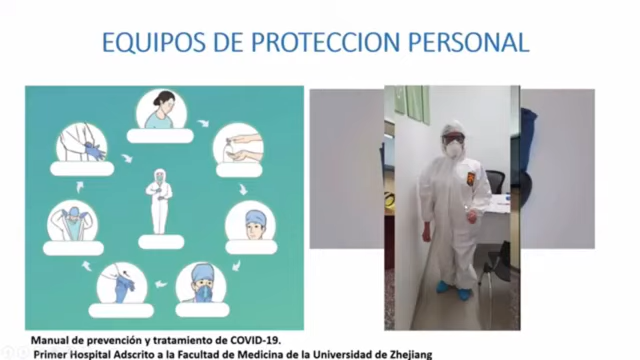 EQUIPOS DE PROTECCION PERSONAL
Manual de prevención y tratamiento de COVID-19.
Primer Hospital Adscrito a la Facultad de Medicina de la Universidad de Zhejiang